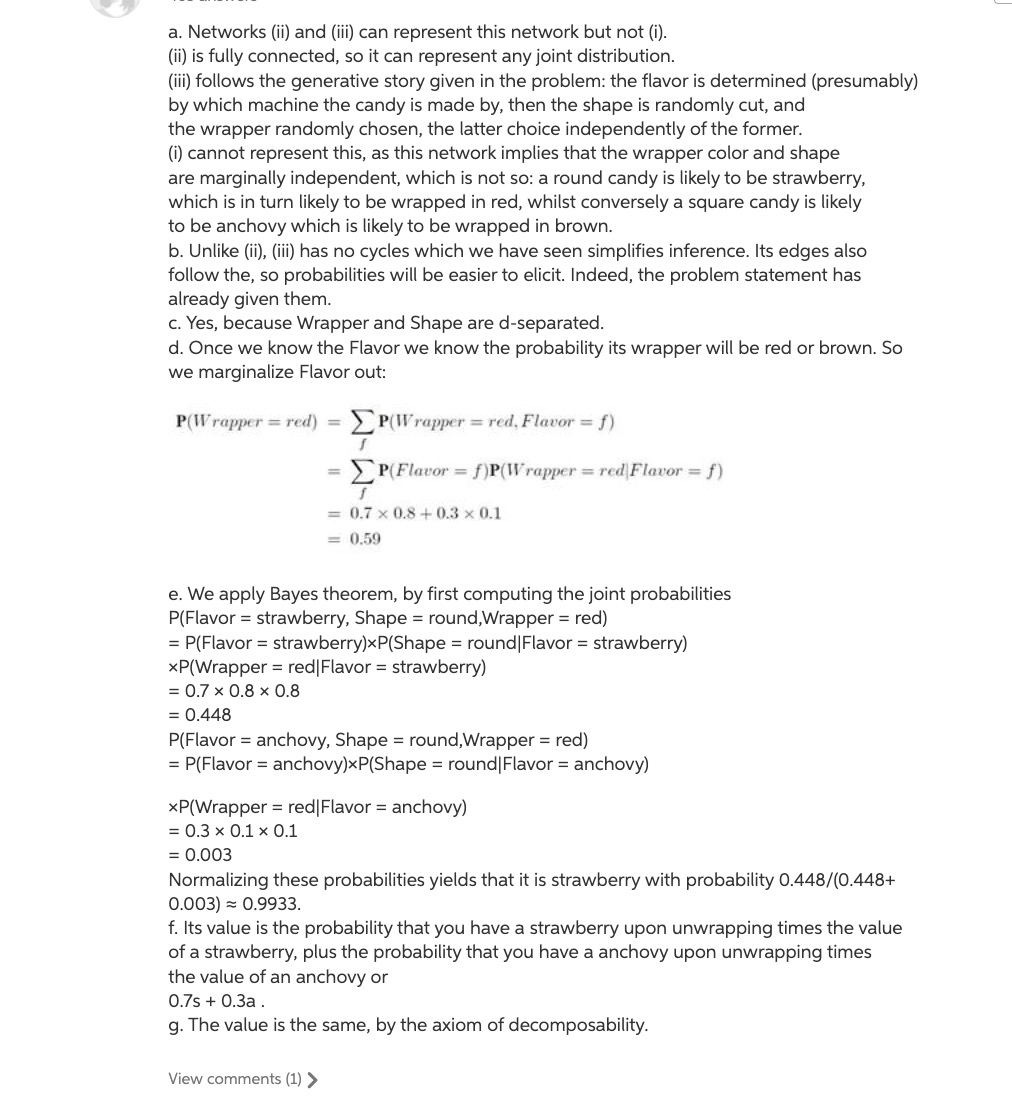 a. Networks (ii) and (iii) can represent this network but not (i).
(ii) is fully connected, so it can represent any joint distribution.
(iii) follows the generative story given in the problem: the flavor is determined (presumably)
by which machine the candy is made by, then the shape is randomly cut, and
the wrapper randomly chosen, the latter choice independently of the former.
(i) cannot represent this, as this network implies that the wrapper color and shape
are marginally independent, which is not so: a round candy is likely to be strawberry,
which is in turn likely to be wrapped in red, whilst conversely a square candy is likely
to be anchovy which is likely to be wrapped in brown.
b. Unlike (ii), (iii) has no cycles which we have seen simplifies inference. Its edges also
follow the, so probabilities will be easier to elicit. Indeed, the problem statement has
already given them.
c. Yes, because Wrapper and Shape are d-separated.
d. Once we know the Flavor we know the probability its wrapper will be red or brown. So
we marginalize Flavor out:
P(Wrapper = red) = ∑_f P(Wrapper = red, Flavor = f)
= ∑_f P(Flavor = f)P(Wrapper = red|Flavor = f)
= 0.7 × 0.8 + 0.3 × 0.1
= 0.59
e. We apply Bayes theorem, by first computing the joint probabilities
P(Flavor = strawberry, Shape = round,Wrapper = red)
= P(Flavor = strawberry)×P(Shape = round|Flavor = strawberry)
×P(Wrapper = red|Flavor = strawberry)
= 0.7 × 0.8 × 0.8
= 0.448
P(Flavor = anchovy, Shape = round,Wrapper = red)
= P(Flavor = anchovy)×P(Shape = round|Flavor = anchovy)
×P(Wrapper = red|Flavor = anchovy)
= 0.3 × 0.1 × 0.1
= 0.003
Normalizing these probabilities yields that it is strawberry with probability 0.448/(0.448+
0.003) ≈ 0.9933.
f. Its value is the probability that you have a strawberry upon unwrapping times the value
of a strawberry, plus the probability that you have a anchovy upon unwrapping times
the value of an anchovy or
0.7s + 0.3a .
g. The value is the same, by the axiom of decomposability.
View comments (1) ❯